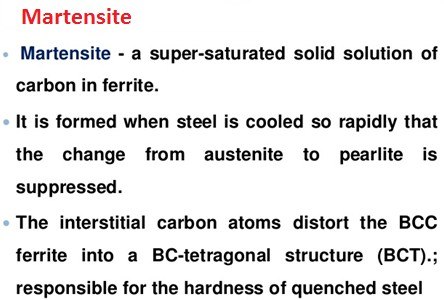 Martensite
• Martensite - a super-saturated solid solution of
carbon in ferrite.
• It is formed when steel is cooled so rapidly that
the change from austenite to pearlite is
suppressed.
• The interstitial carbon atoms distort the BCC
ferrite into a BC-tetragonal structure (BCT).;
responsible for the hardness of quenched steel